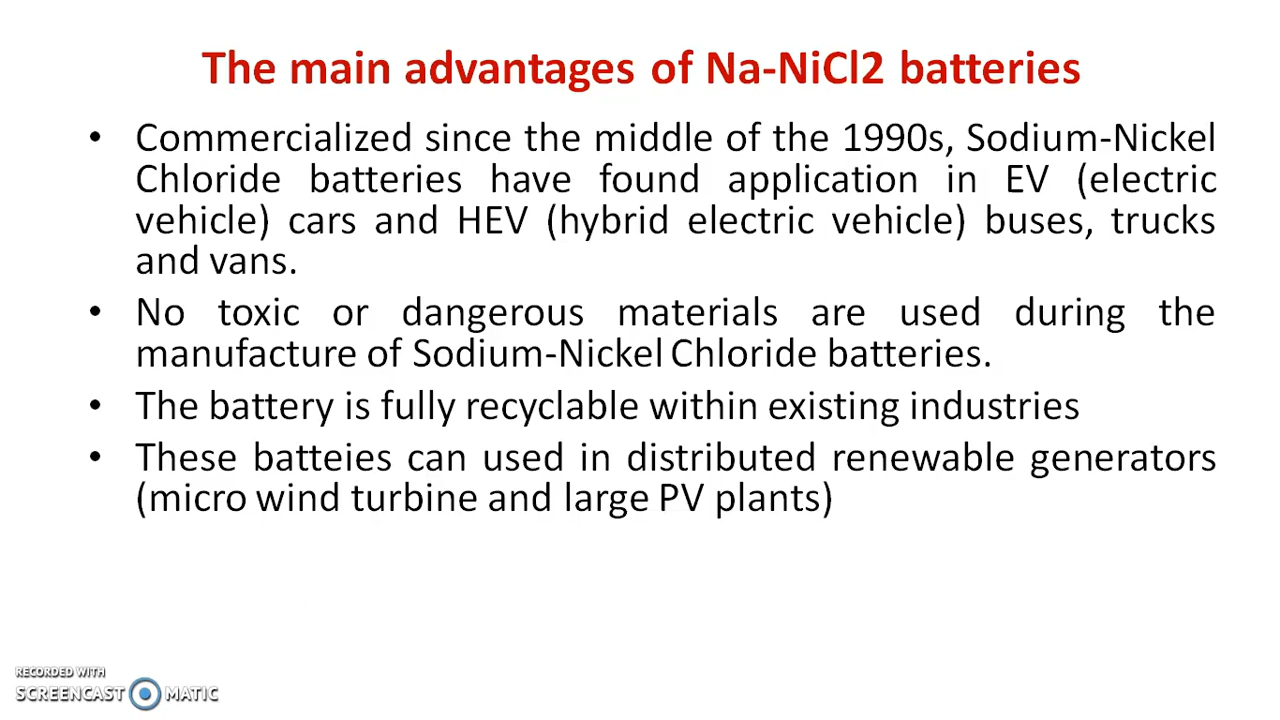 The main advantages of Na-NiCl2 batteries
• Commercialized since the middle of the 1990s, Sodium-Nickel
Chloride batteries have found application in EV (electric
vehicle) cars and HEV (hybrid electric vehicle) buses, trucks
and vans.
• No toxic or dangerous materials are used during the
manufacture of Sodium-Nickel Chloride batteries.
• The battery is fully recyclable within existing industries
• These batteies can used in distributed renewable generators
(micro wind turbine and large PV plants)
RECORDED WITH
SCREENCAST MATIC